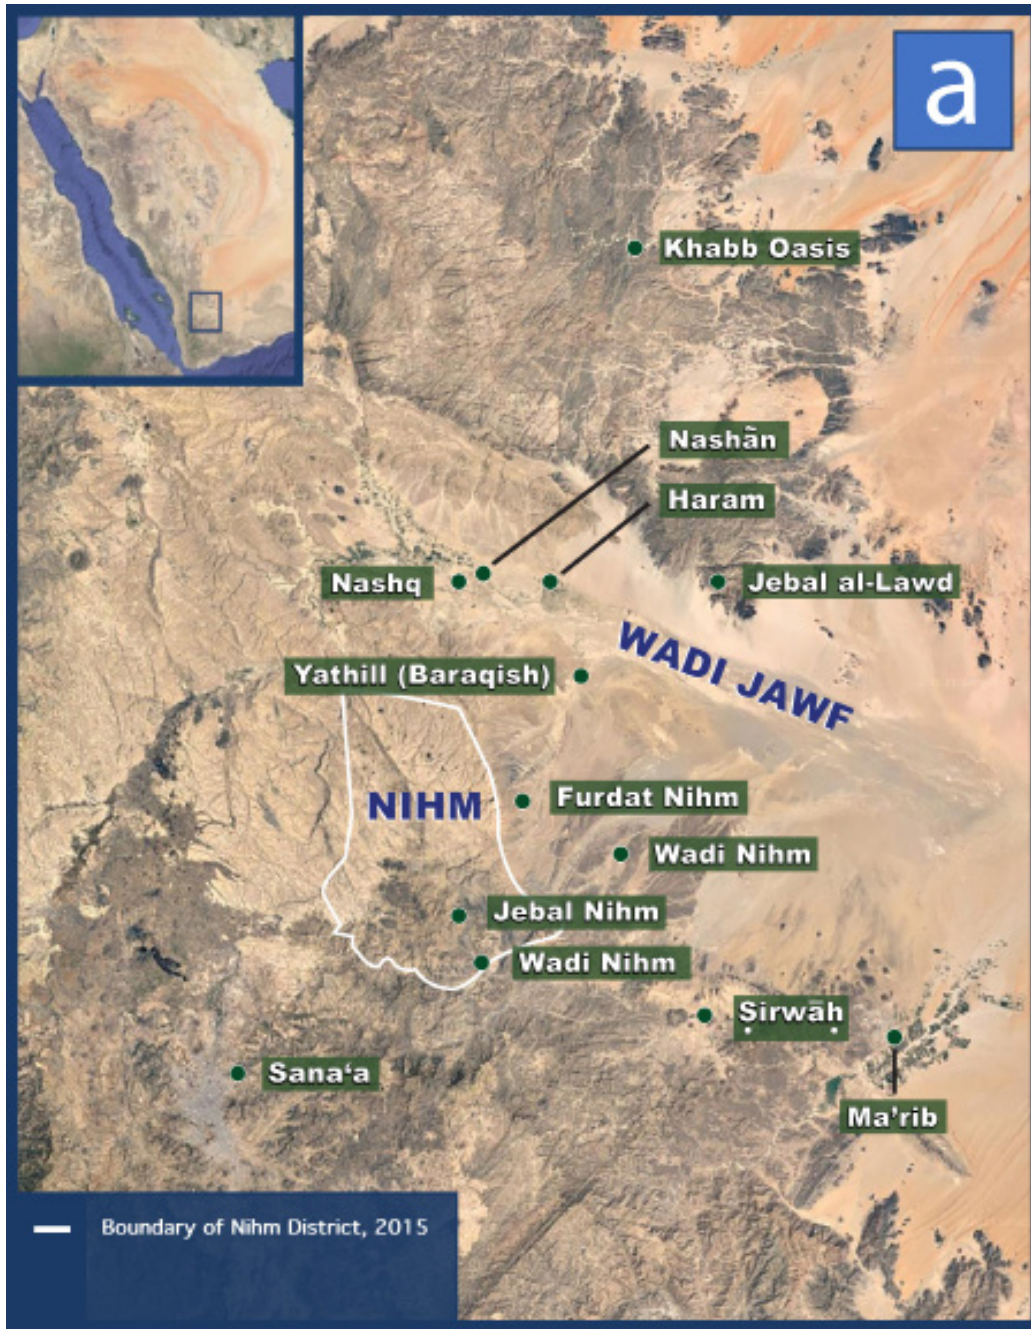 a
Khabb Oasis
Nashān
Haram
Nashq
Jebal al-Lawd
WADI JAWF
Yathill (Baraqish)
NIHM
Furdat Nihm
Wadi Nihm
Jebal Nihm
Wadi Nihm
Ṣirwāḥ
Sana‘a
Ma’rib
Boundary of Nihm District, 2015